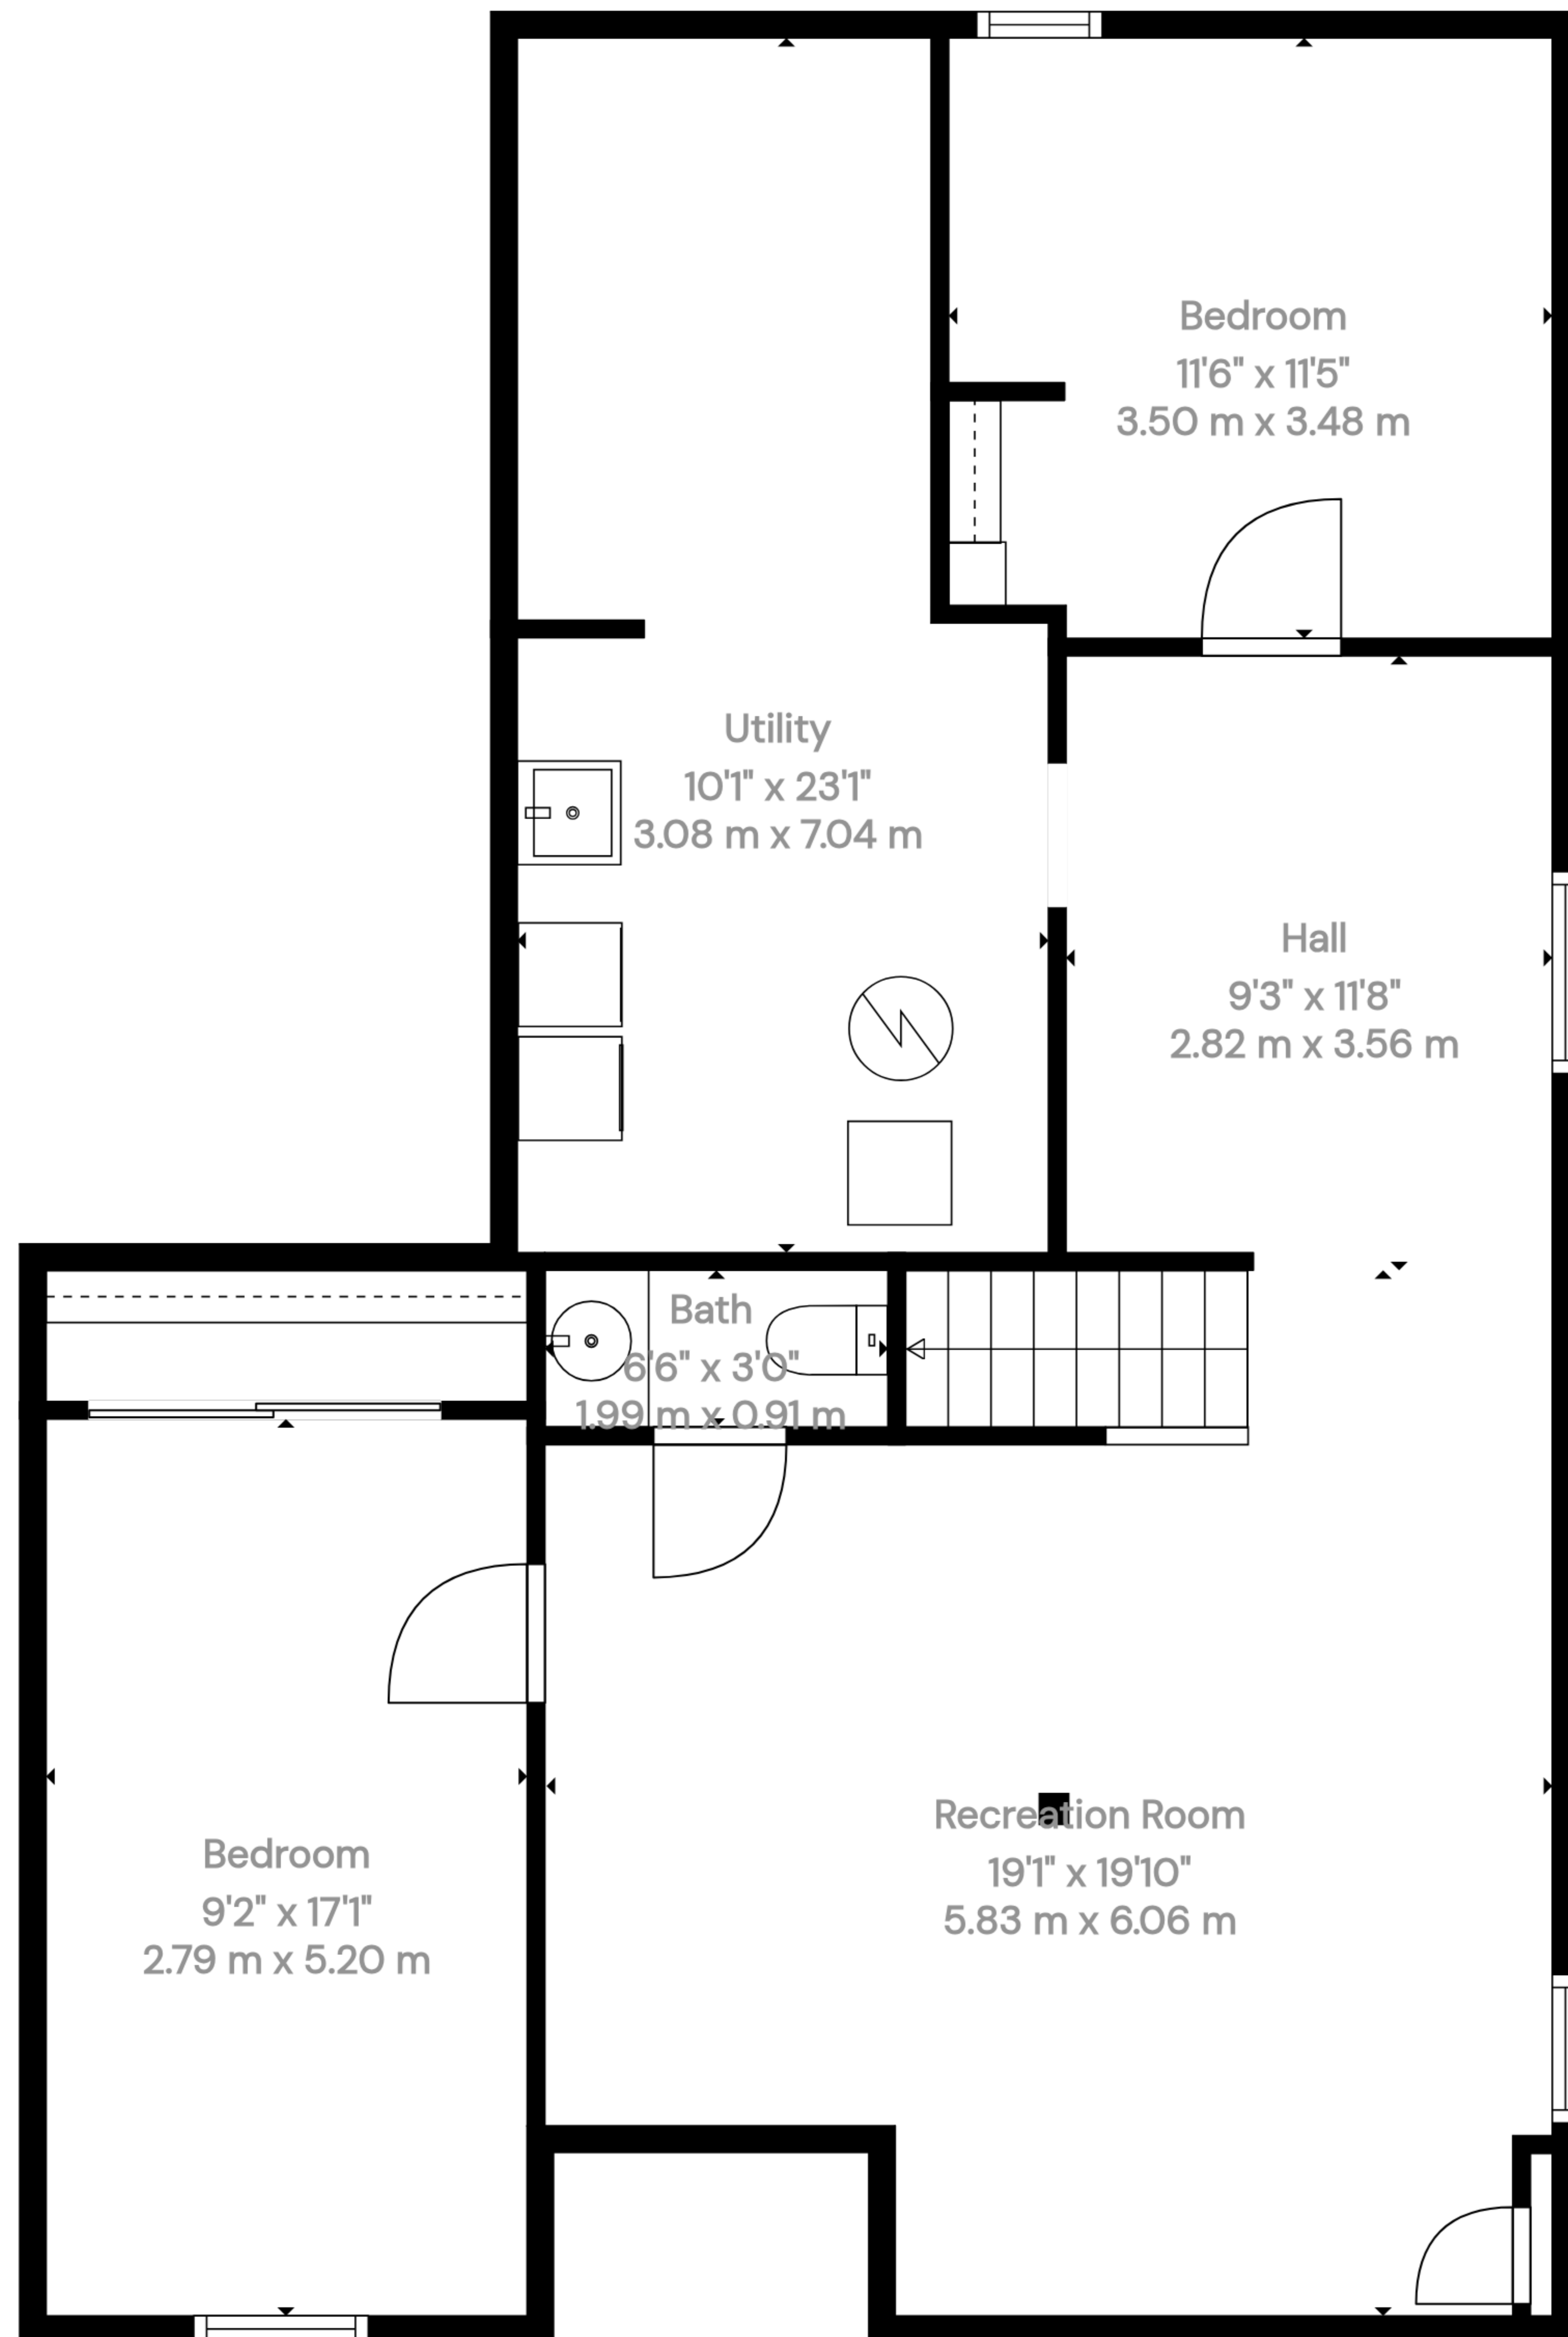 Bedroom
11'6" x 11'5"
3.50 m x 3.48 m
Utility
10'1" x 23'1"
3.08 m x 7.04 m
Hall
9'3" x 11'8"
2.82 m x 3.56 m
Bath
6'6" x 3'0"
1.99 m x 0.91 m
Recreation Room
19'1" x 19'10"
5.83 m x 6.06 m
Bedroom
9'2" x 17'1"
2.79 m x 5.20 m